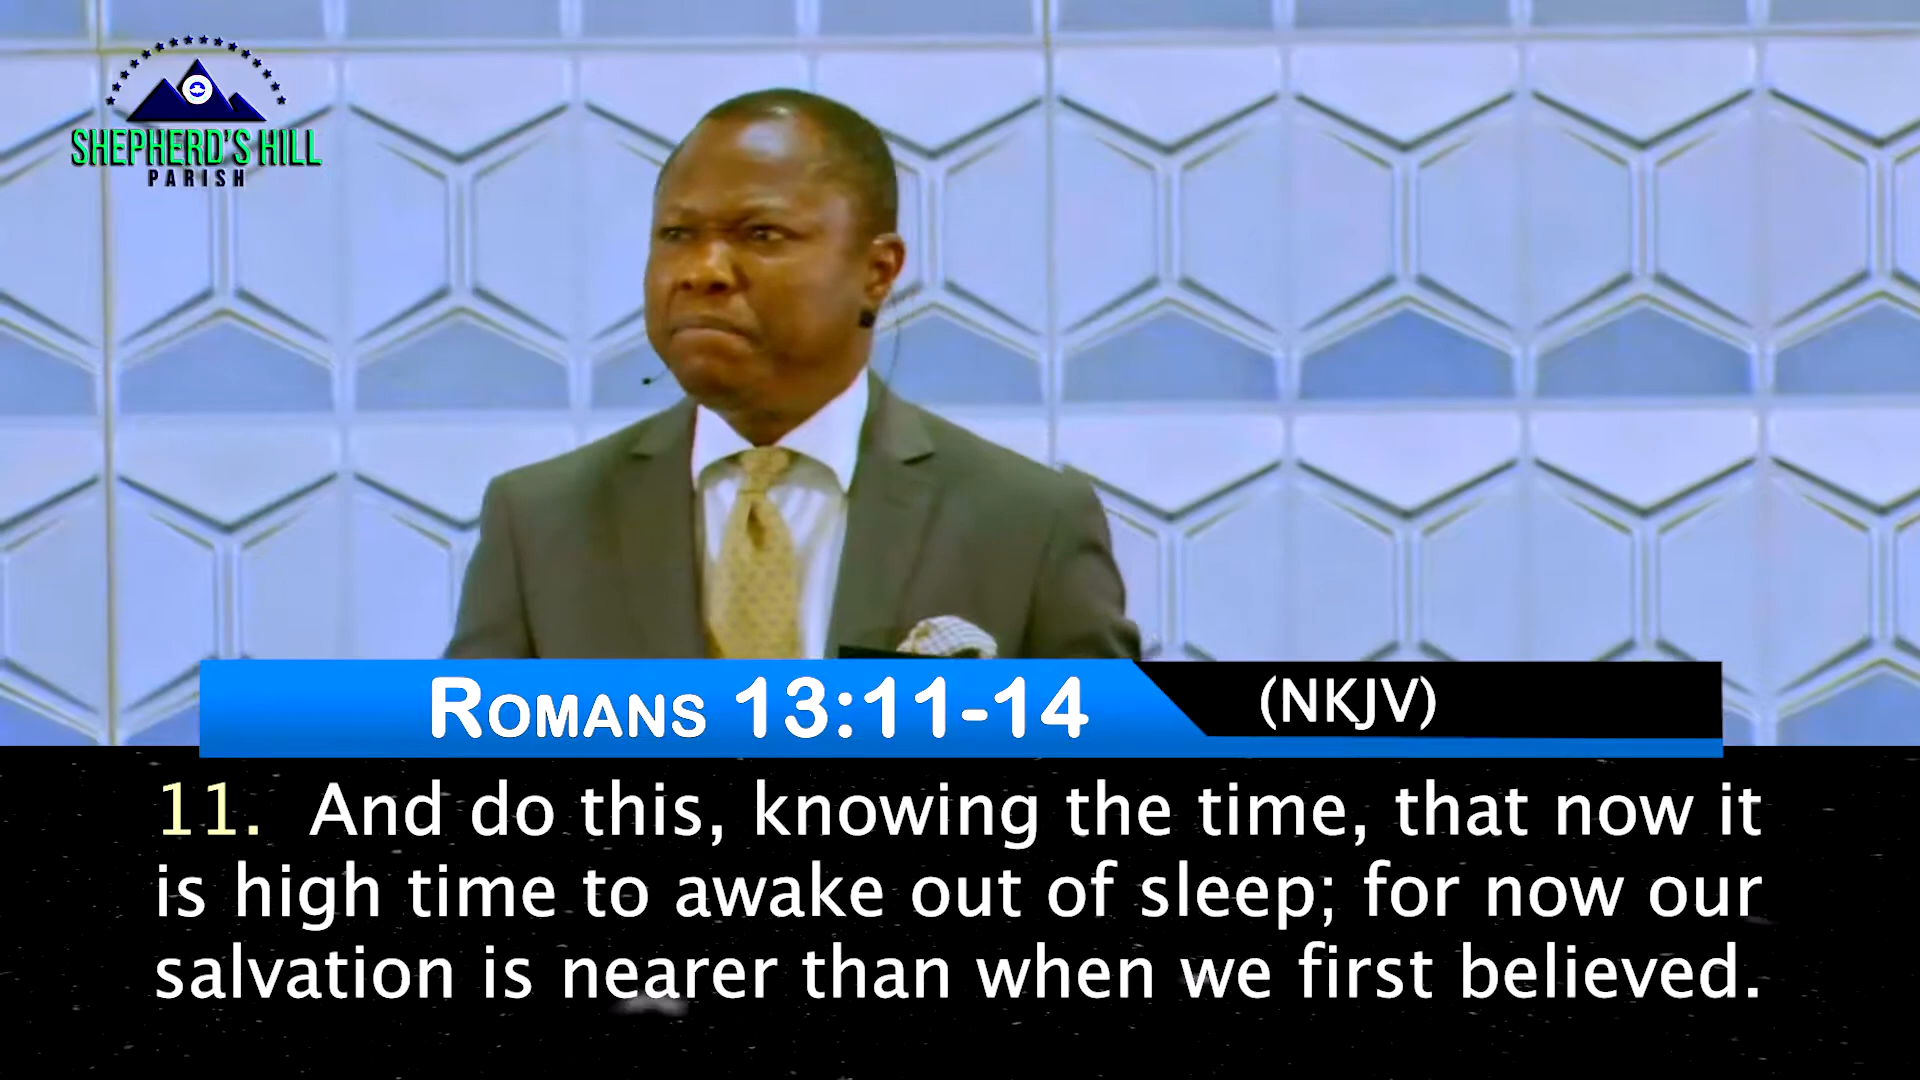 SHEPHERD'S HILL
PARISH
ROMANS 13:11-14 (NKJV)
11. And do this, knowing the time, that now it
is high time to awake out of sleep; for now our
salvation is nearer than when we first believed.